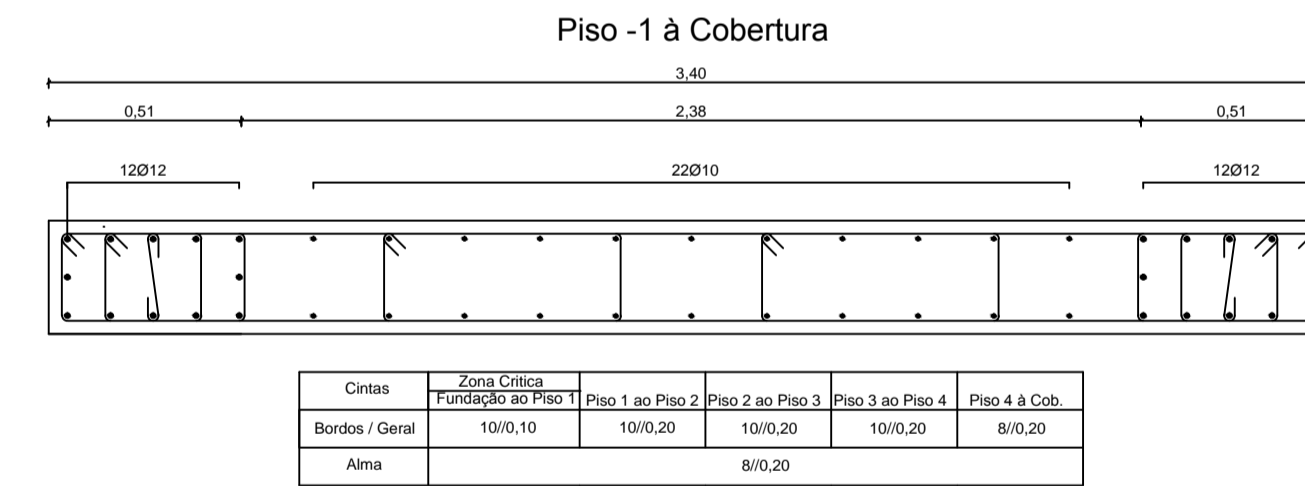 Piso -1 à Cobertura
3,40
0,51 2,38 0,51
12Ø12 22Ø10 12Ø12
Cintas Zona Critica
Fundação ao Piso 1 Piso 1 ao Piso 2 Piso 2 ao Piso 3 Piso 3 ao Piso 4 Piso 4 à Cob.
Bordos / Geral 10//0,10 10//0,20 10//0,20 10//0,20 8//0,20
Alma 8//0,20